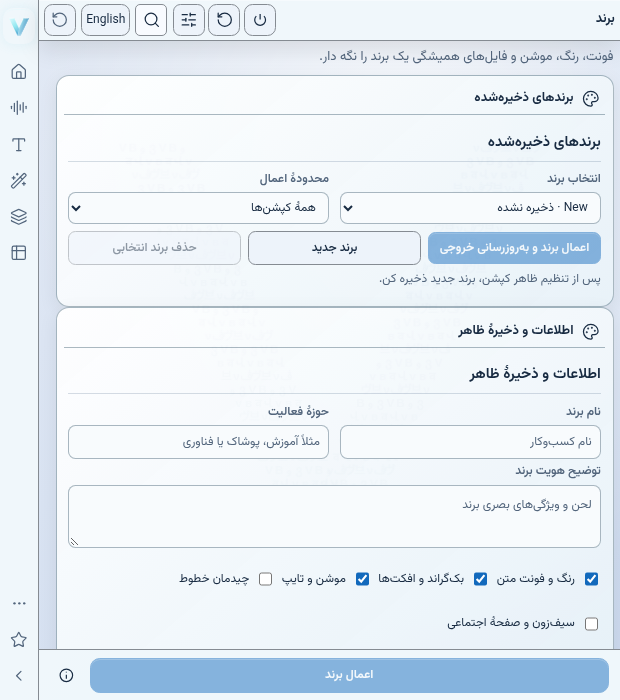 برند
English
فونت، رنگ، موشن و فایل‌های همیشگی یک برند را نگه دار.
برندهای ذخیره‌شده
برندهای ذخیره‌شده
انتخاب برند
محدودهٔ اعمال
New · ذخیره نشده
همهٔ کپشن‌ها
اعمال برند و به‌روزرسانی خروجی
برند جدید
حذف برند انتخابی
پس از تنظیم ظاهر کپشن، برند جدید ذخیره کن.
اطلاعات و ذخیرهٔ ظاهر
اطلاعات و ذخیرهٔ ظاهر
نام برند
حوزهٔ فعالیت
نام کسب‌وکار
مثلاً آموزش، پوشاک یا فناوری
توضیح هویت برند
لحن و ویژگی‌های بصری برند
رنگ و فونت متن
بک‌گراند و افکت‌ها
موشن و تایپ
چیدمان خطوط
سیف‌زون و صفحهٔ اجتماعی
اعمال برند